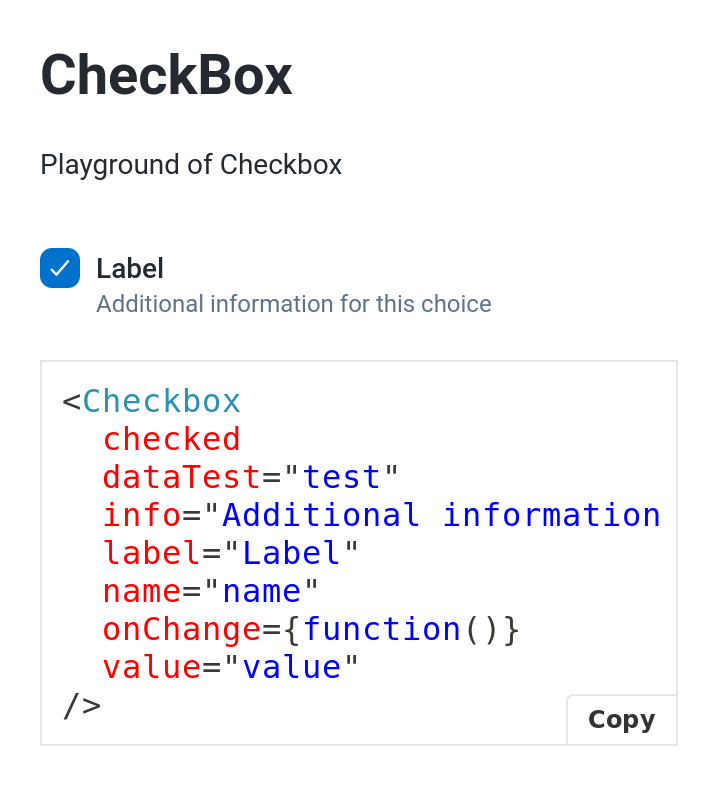 CheckBox
Playground of Checkbox
Label
Additional information for this choice
<Checkbox
  checked
  dataTest="test"
  info="Additional information
  label="Label"
  name="name"
  onChange={function()}
  value="value"
/>
Copy